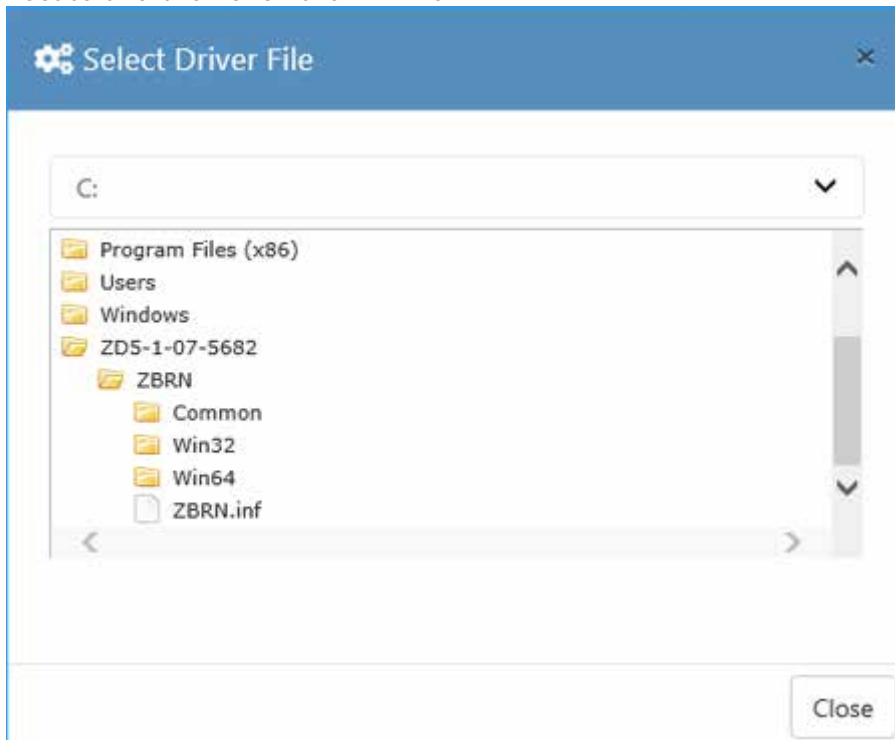 Select Driver File
C:
Program Files (x86)
Users
Windows
ZD5-1-07-5682
ZBRN
Common
Win32
Win64
ZBRN.inf
Close